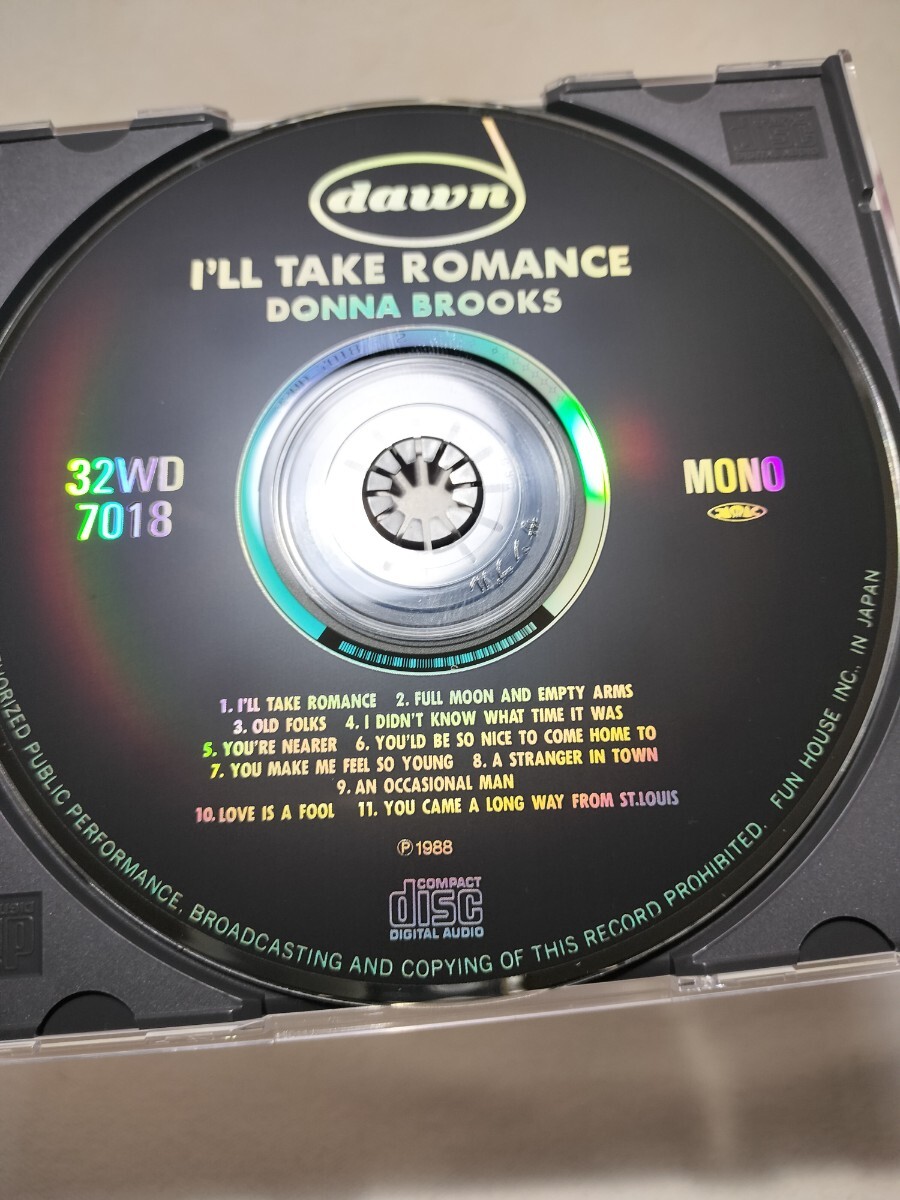 dawn
I'LL TAKE ROMANCE
DONNA BROOKS
32WD
7018
MONO
1. I'LL TAKE ROMANCE 2. FULL MOON AND EMPTY ARMS
3. OLD FOLKS 4. I DIDN'T KNOW WHAT TIME IT WAS
5. YOU'RE NEARER 6. YOU'LD BE SO NICE TO COME HOME TO
7. YOU MAKE ME FEEL SO YOUNG 8. A STRANGER IN TOWN
9. AN OCCASIONAL MAN
10. LOVE IS A FOOL 11. YOU CAME A LONG WAY FROM ST.LOUIS
Ⓟ1988
COMPACT
disc
DIGITAL AUDIO
PUBLIC PERFORMANCE, BROADCASTING AND COPYING OF THIS RECORD PROHIBITED. FUN HOUSE INC., IN JAPAN